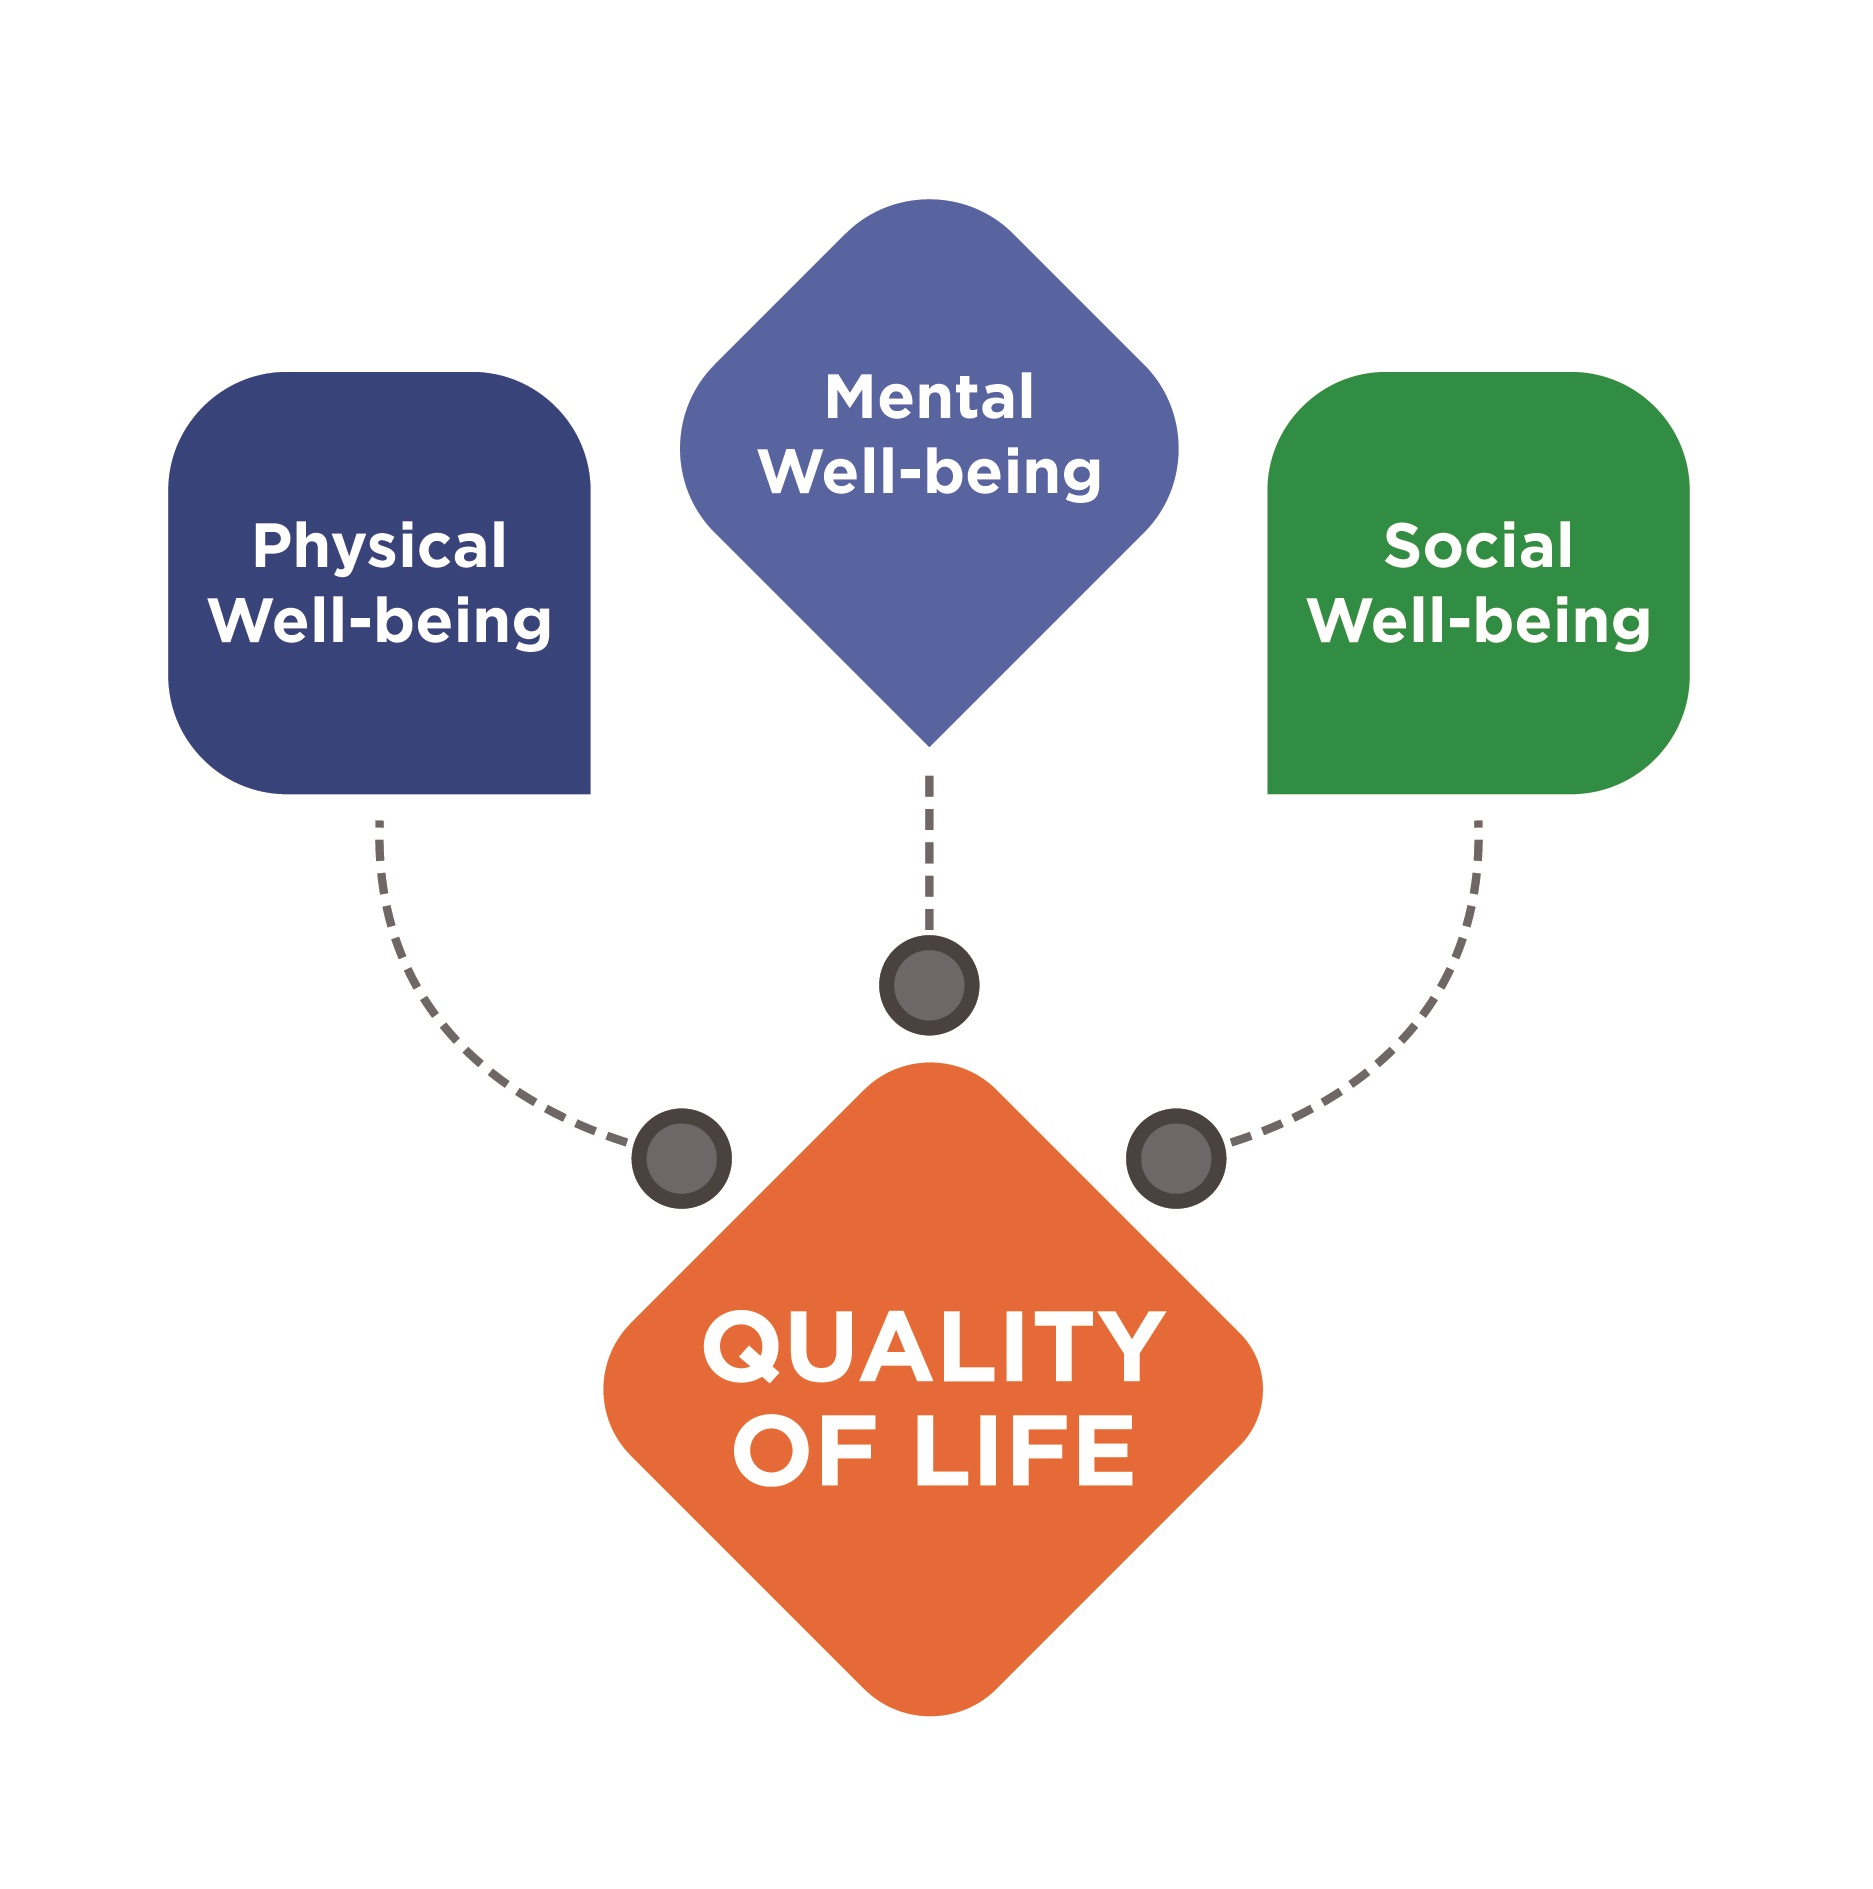 Physical
Well-being
Mental
Well-being
Social
Well-being
QUALITY
OF LIFE